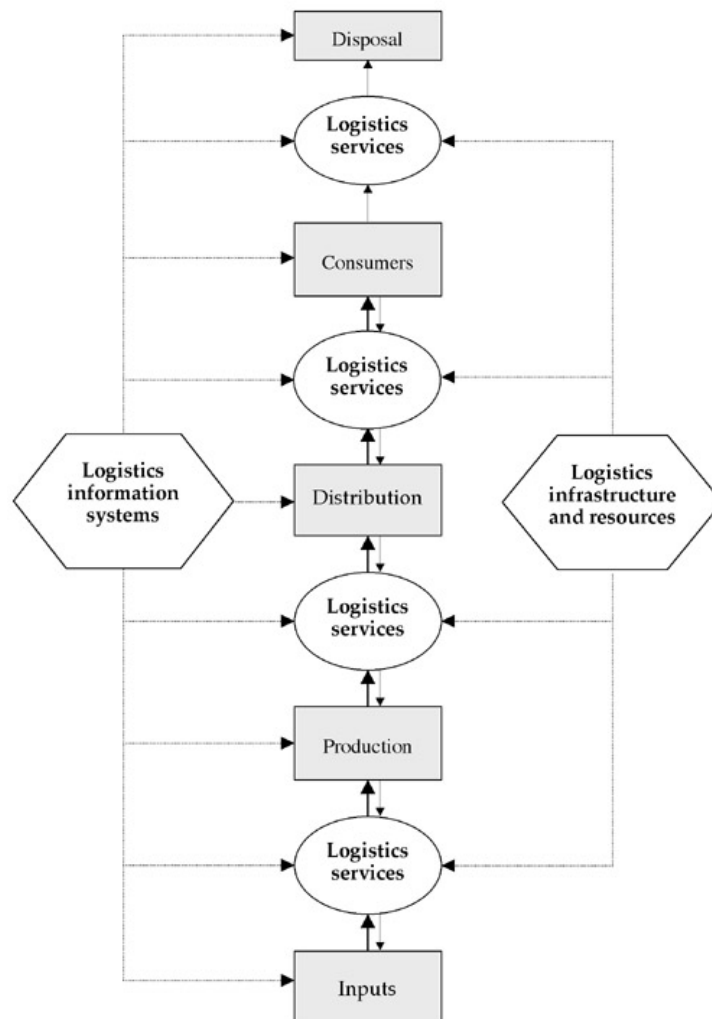 Disposal
Logistics
services
Consumers
Logistics
services
Logistics
information
systems
Distribution
Logistics
infrastructure
and resources
Logistics
services
Production
Logistics
services
Inputs